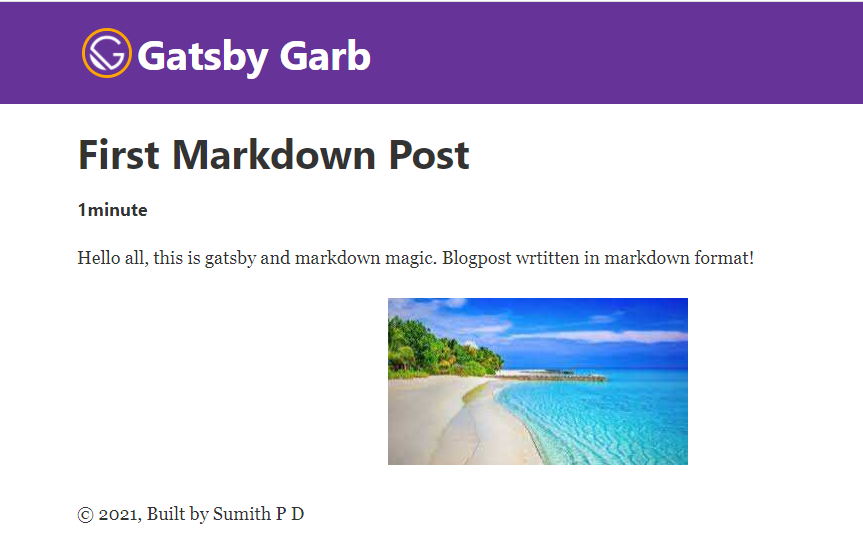 Gatsby Garb
First Markdown Post
1minute
Hello all, this is gatsby and markdown magic. Blogpost wrtitten in markdown format!
© 2021, Built by Sumith P D